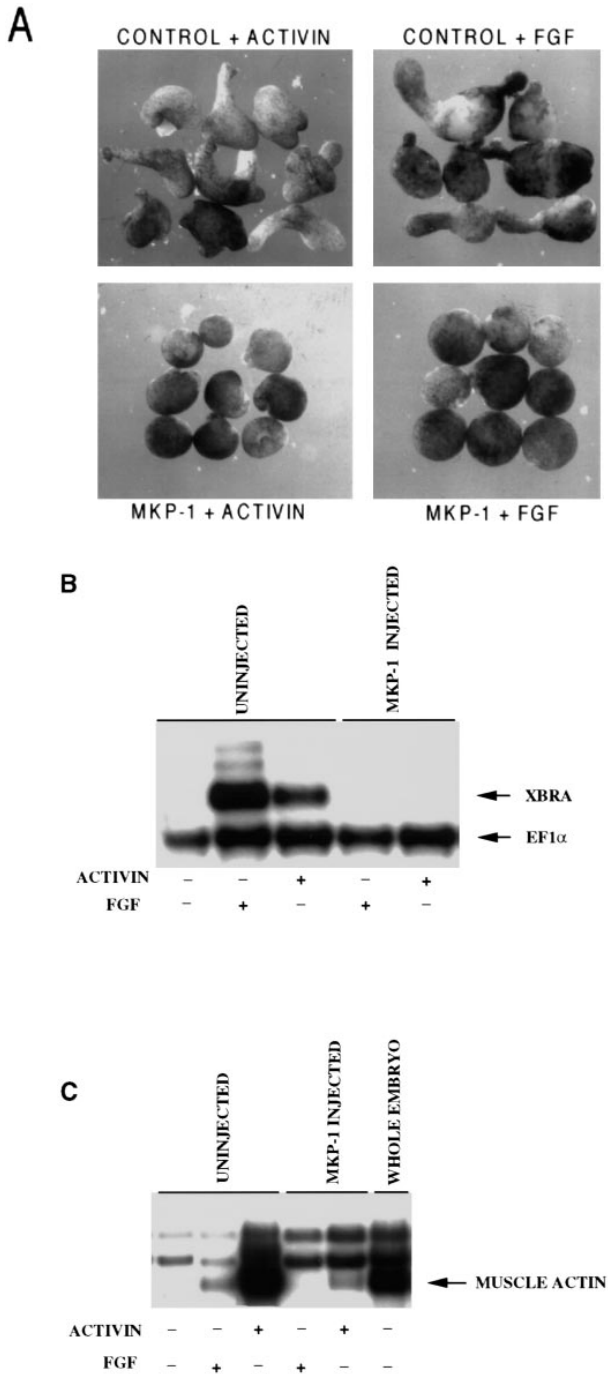 A
CONTROL + ACTIVIN
CONTROL + FGF
MKP-1 + ACTIVIN
MKP-1 + FGF
B
UNINJECTED
MKP-1 INJECTED
XBRA
EF1α
ACTIVIN – – + – +
FGF – + – + –
C
UNINJECTED
MKP-1 INJECTED
WHOLE EMBRYO
MUSCLE ACTIN
ACTIVIN – – + – + –
FGF – + – + – –